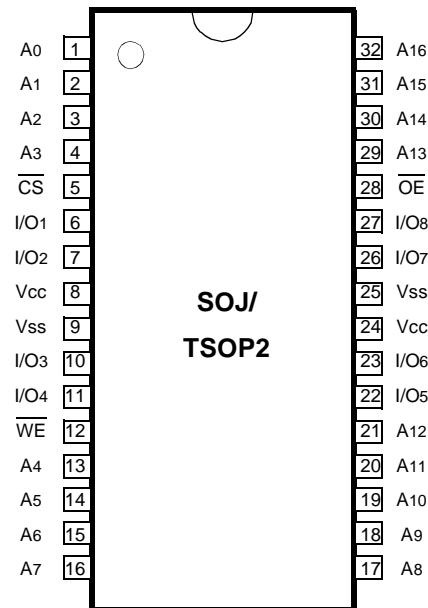 A0 1 32 A16
A1 2 31 A15
A2 3 30 A14
A3 4 29 A13
C̅S̅ 5 28 O̅E̅
I/O1 6 27 I/O8
I/O2 7 26 I/O7
Vcc 8 25 Vss
Vss 9 24 Vcc
I/O3 10 23 I/O6
I/O4 11 22 I/O5
W̅E̅ 12 21 A12
A4 13 20 A11
A5 14 19 A10
A6 15 18 A9
A7 16 17 A8
SOJ/
TSOP2